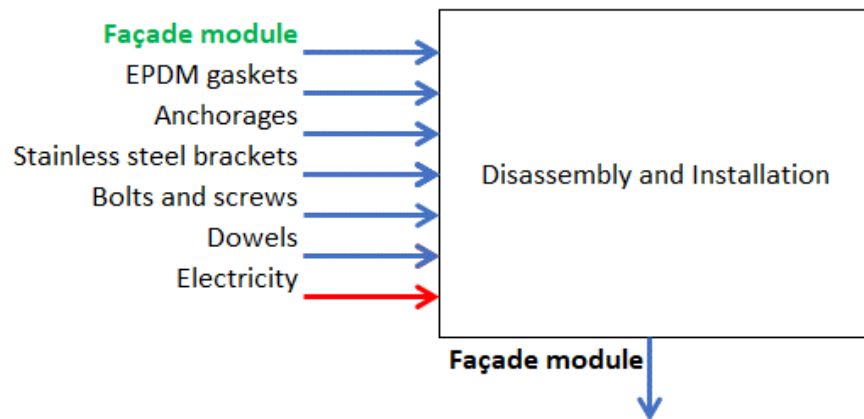 Façade module
EPDM gaskets
Anchorages
Stainless steel brackets
Bolts and screws
Dowels
Electricity
Disassembly and Installation
Façade module